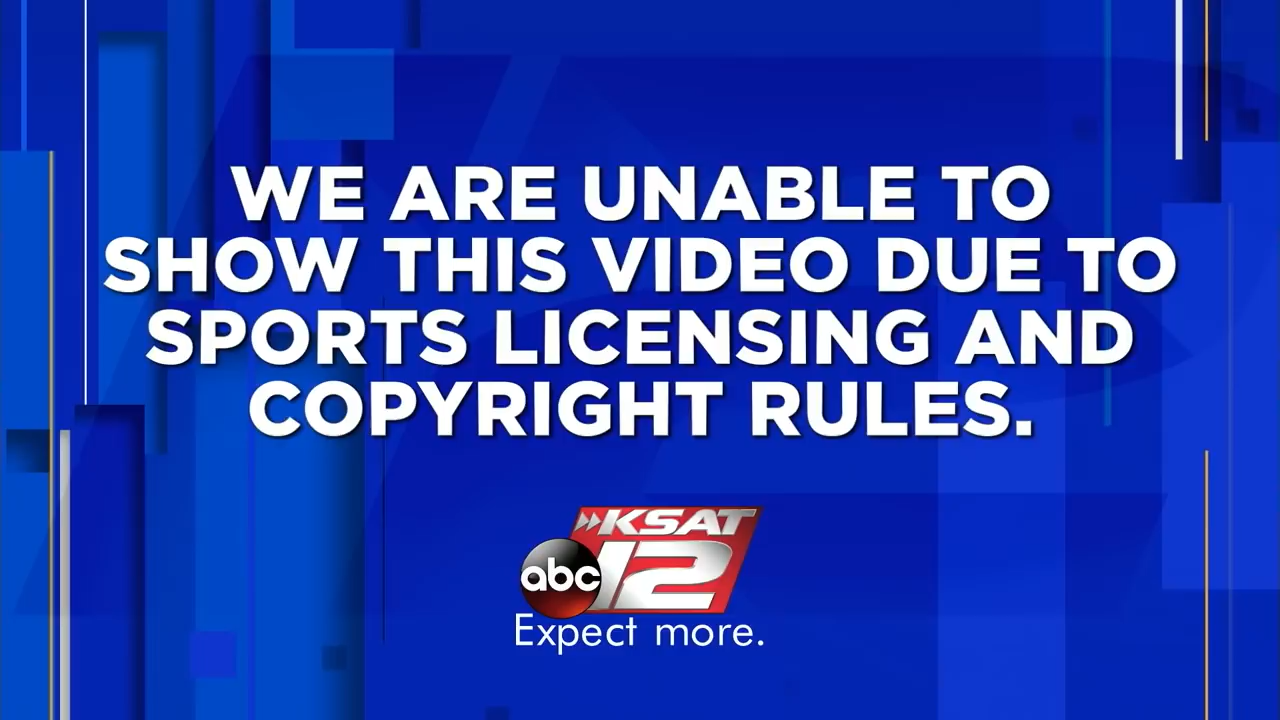 WE ARE UNABLE TO
SHOW THIS VIDEO DUE TO
SPORTS LICENSING AND
COPYRIGHT RULES.
KSAT
abc 12
Expect more.